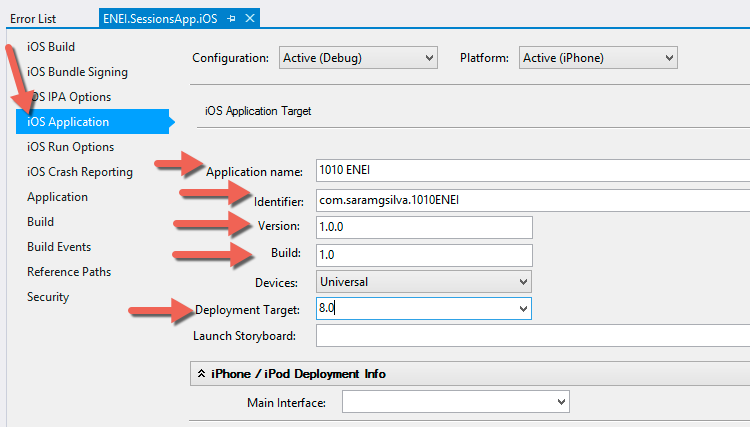 Error List
ENEI.SessionsApp.iOS
iOS Build
iOS Bundle Signing
iOS IPA Options
iOS Application
iOS Run Options
iOS Crash Reporting
Application
Build
Build Events
Reference Paths
Security
Configuration: Active (Debug) Platform: Active (iPhone)
iOS Application Target
Application name: 1010 ENEI
Identifier: com.saramgsilva.1010ENEI
Version: 1.0.0
Build: 1.0
Devices: Universal
Deployment Target: 8.0
Launch Storyboard:
iPhone / iPod Deployment Info
Main Interface: